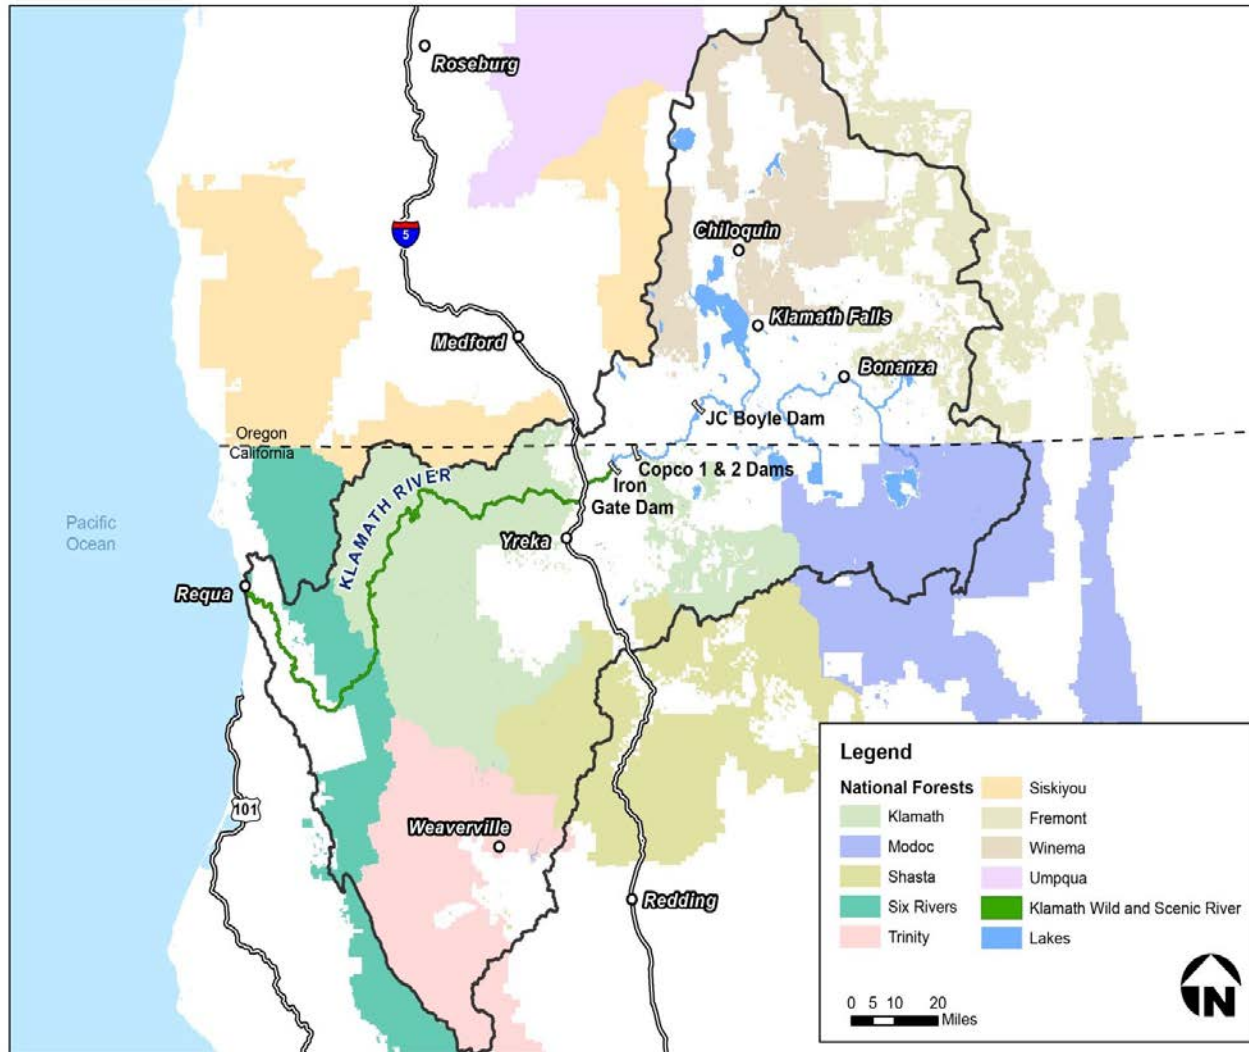 Roseburg
5
Chiloquin
Klamath Falls
Medford
Bonanza
JC Boyle Dam
Oregon
California
Copco 1 & 2 Dams
Iron
Gate Dam
KLAMATH RIVER
Pacific
Ocean
Yreka
Requa
101
Weaverville
Redding
Legend
National Forests
Klamath
Modoc
Shasta
Six Rivers
Trinity
Siskiyou
Fremont
Winema
Umpqua
Klamath Wild and Scenic River
Lakes
0 5 10 20
Miles
N